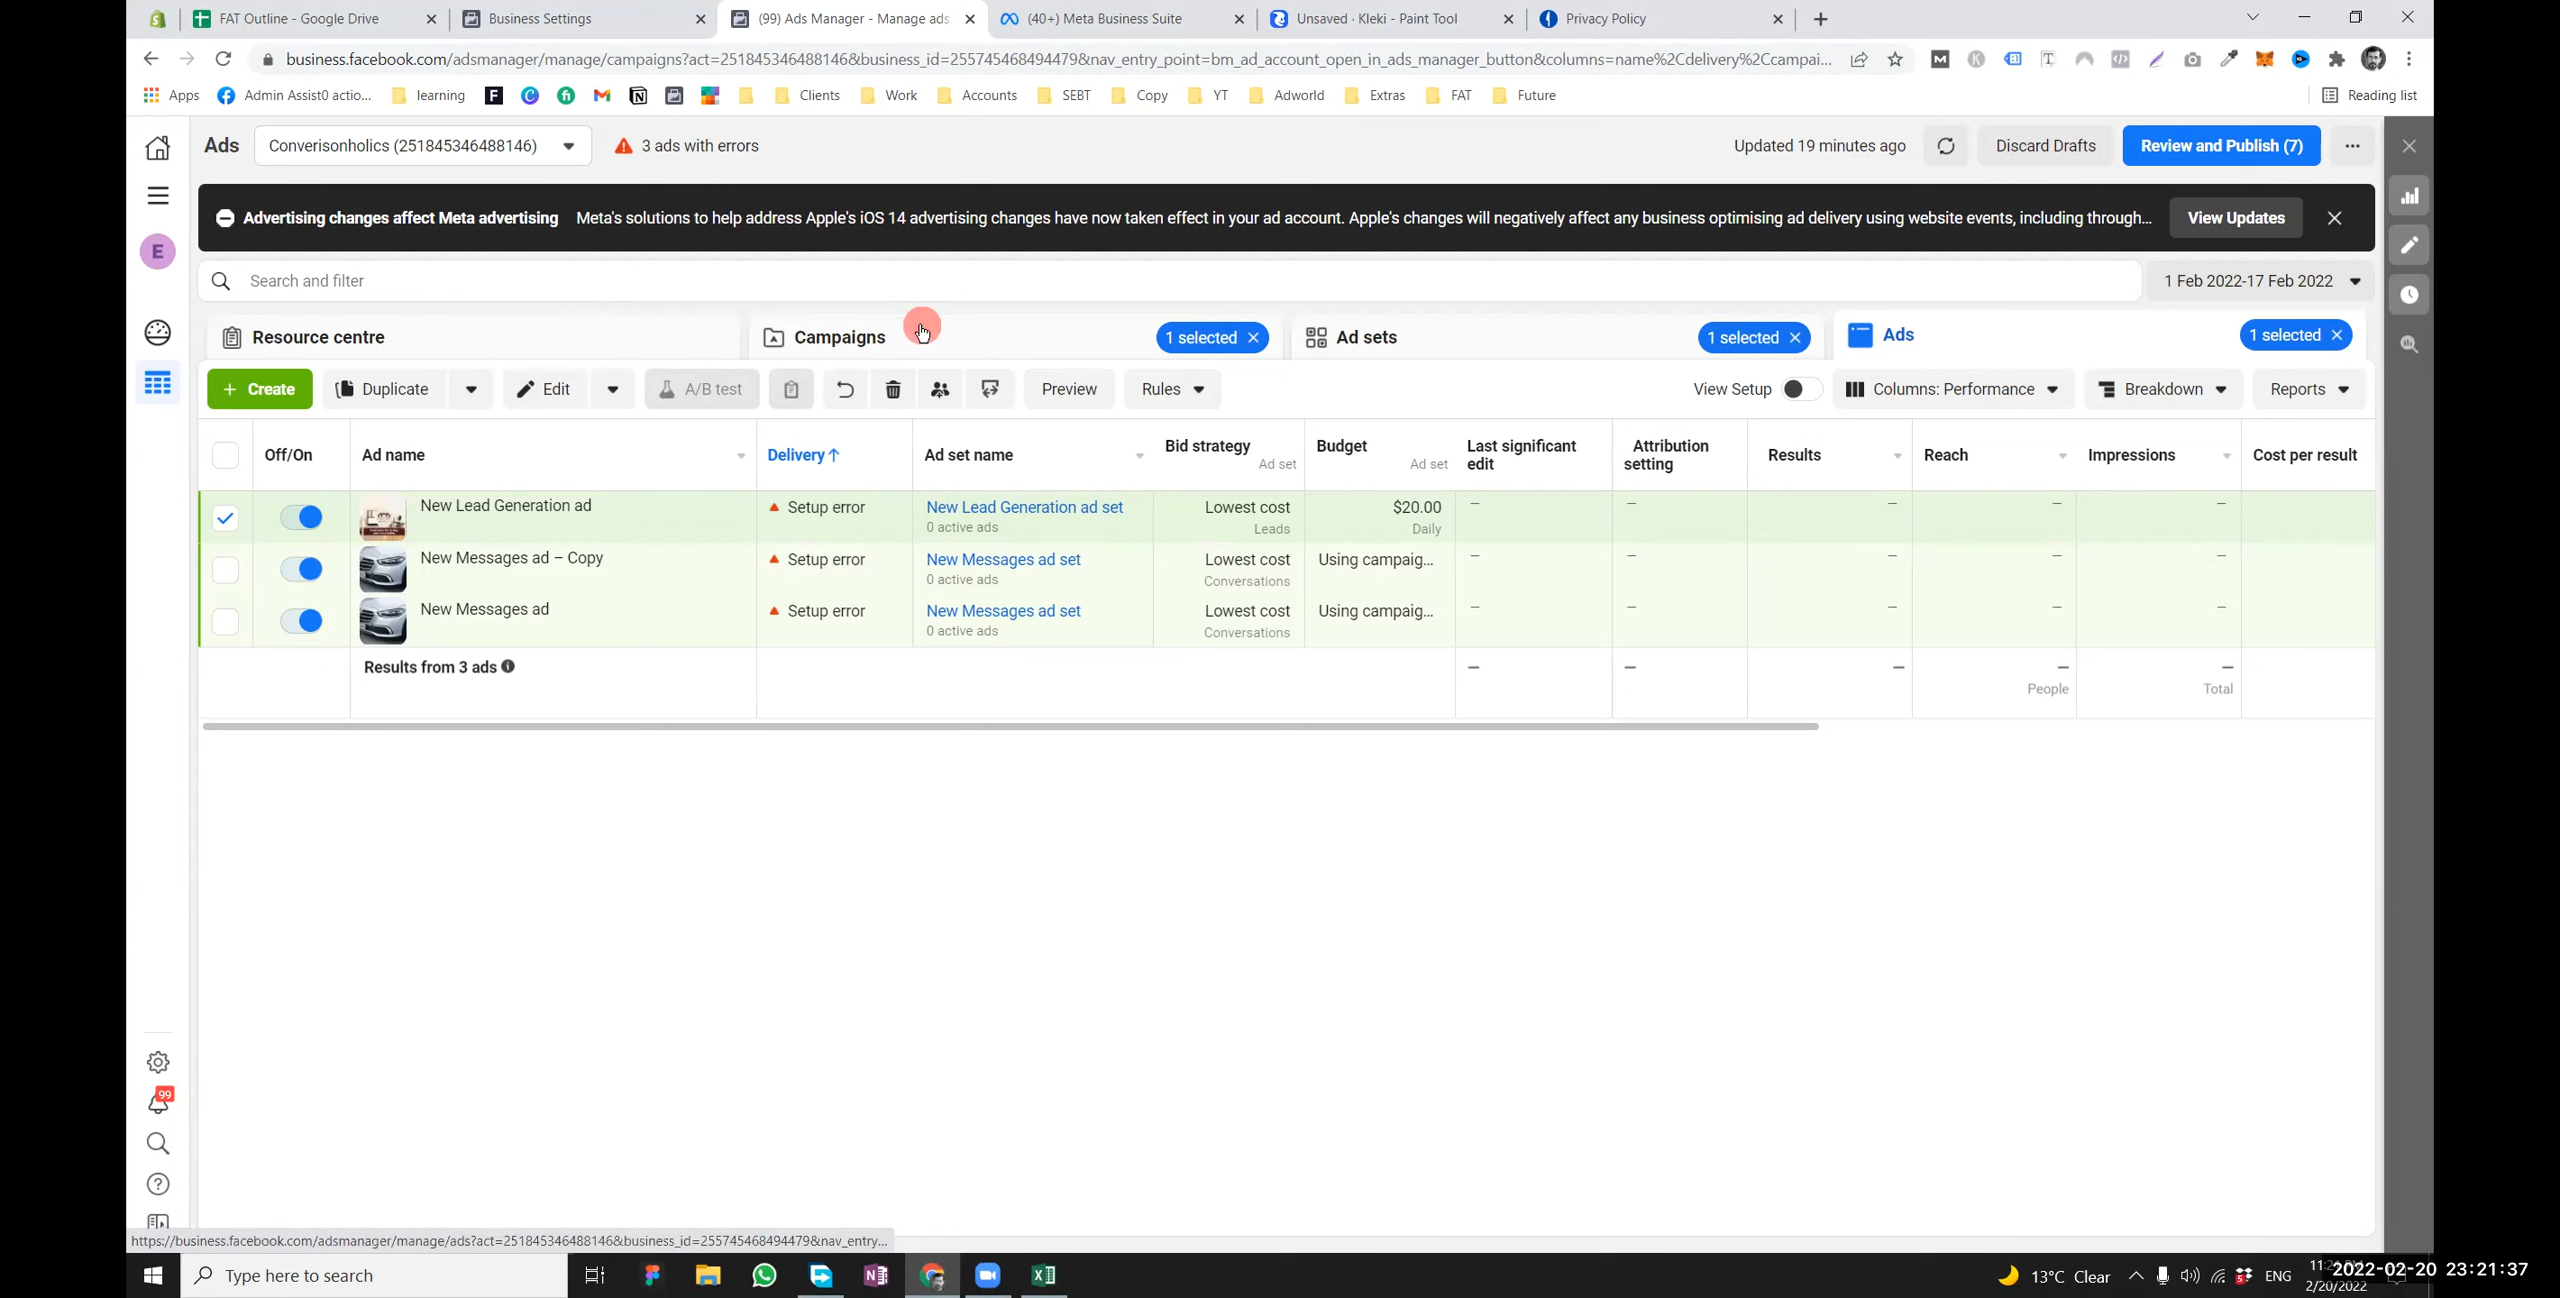 FAT Outline - Google Drive
Business Settings
(99) Ads Manager - Manage ads
(40+) Meta Business Suite
Unsaved · Kleki - Paint Tool
Privacy Policy
business.facebook.com/adsmanager/manage/campaigns?act=251845346488146&business_id=255745468494479&nav_entry_point=bm_ad_account_open_in_ads_manager_button&columns=name%2Cdelivery%2Ccampai...
Apps
Admin Assist0 actio...
learning
Clients
Work
Accounts
SEBT
Copy
YT
Adworld
Extras
FAT
Future
Reading list
Ads
Converisonholics (251845346488146)
3 ads with errors
Updated 19 minutes ago
Discard Drafts
Review and Publish (7)
E
Advertising changes affect Meta advertising Meta's solutions to help address Apple's iOS 14 advertising changes have now taken effect in your ad account. Apple's changes will negatively affect any business optimising ad delivery using website events, including through...
View Updates
Search and filter
1 Feb 2022-17 Feb 2022
Resource centre
Campaigns
1 selected
Ad sets
1 selected
Ads
1 selected
+ Create
Duplicate
Edit
A/B test
Preview
Rules
View Setup
Columns: Performance
Breakdown
Reports
Off/On
Ad name
Delivery↑
Ad set name
Bid strategy
Ad set
Budget
Ad set
Last significant
edit
Attribution
setting
Results
Reach
Impressions
Cost per result
New Lead Generation ad
Setup error
New Lead Generation ad set
0 active ads
Lowest cost
Leads
$20.00
Daily
— — — — —
New Messages ad – Copy
Setup error
New Messages ad set
0 active ads
Lowest cost
Conversations
Using campaig...
— — — — —
New Messages ad
Setup error
New Messages ad set
0 active ads
Lowest cost
Conversations
Using campaig...
— — — — —
Results from 3 ads
— — — — —
People
Total
99
https://business.facebook.com/adsmanager/manage/ads?act=251845346488146&business_id=255745468494479&nav_entry...
Type here to search
13°C Clear
ENG
2/20/2022
2022-02-20 23:21:37